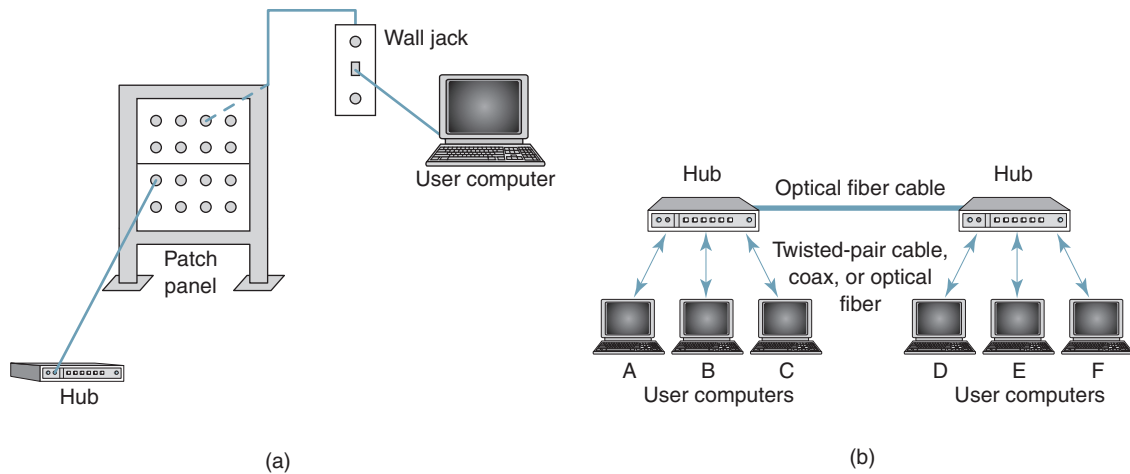 Wall jack
User computer
Patch
panel
Hub
(a)
Hub
Optical fiber cable
Hub
Twisted-pair cable,
coax, or optical
fiber
A
B
C
D
E
F
User computers
User computers
(b)